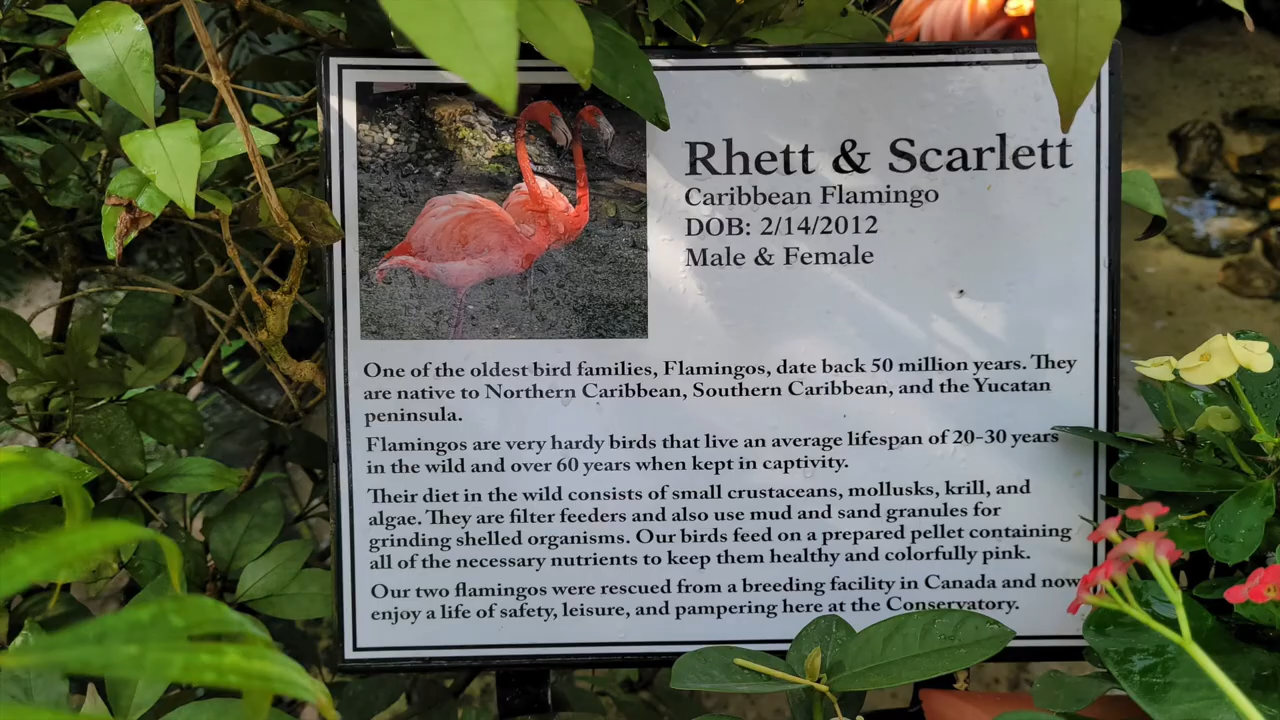 Rhett & Scarlett
Caribbean Flamingo
DOB: 2/14/2012
Male & Female
One of the oldest bird families, Flamingos, date back 50 million years. They
are native to Northern Caribbean, Southern Caribbean, and the Yucatan
peninsula.
Flamingos are very hardy birds that live an average lifespan of 20-30 years
in the wild and over 60 years when kept in captivity.
Their diet in the wild consists of small crustaceans, mollusks, krill, and
algae. They are filter feeders and also use mud and sand granules for
grinding shelled organisms. Our birds feed on a prepared pellet containing
all of the necessary nutrients to keep them healthy and colorfully pink.
Our two flamingos were rescued from a breeding facility in Canada and now
enjoy a life of safety, leisure, and pampering here at the Conservatory.